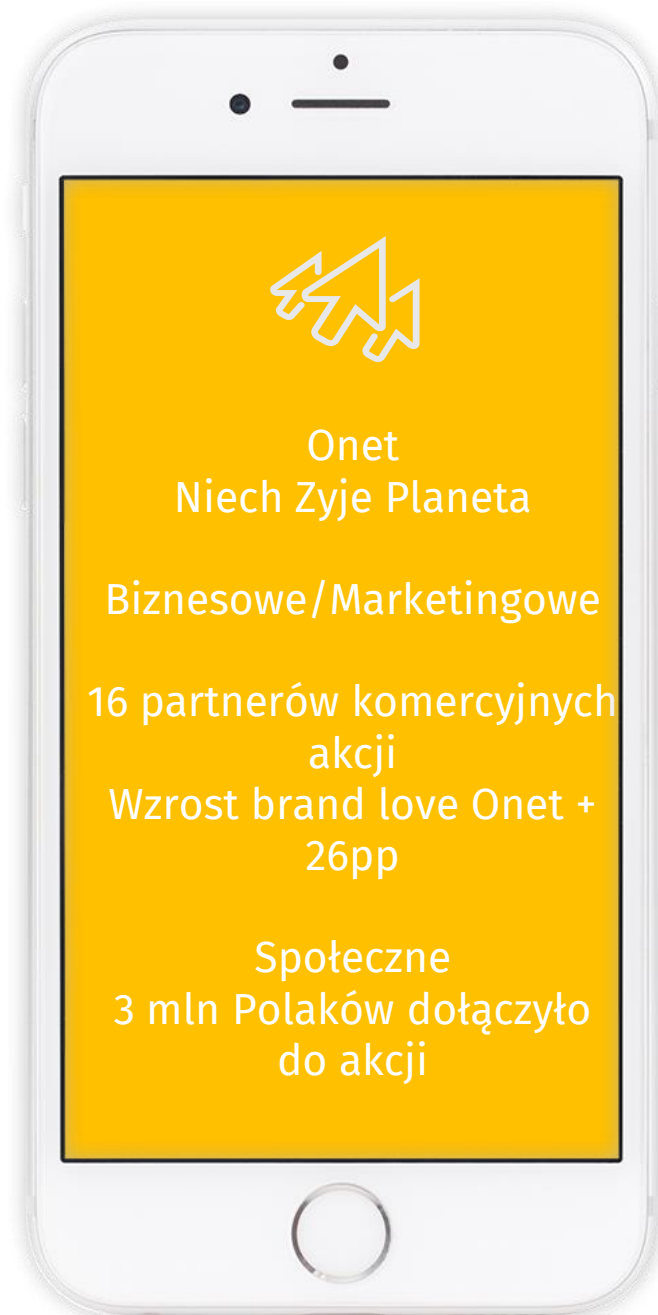 Onet
Niech Zyje Planeta
Biznesowe/Marketingowe
16 partnerów komercyjnych
akcji
Wzrost brand love Onet +
26pp
Społeczne
3 mln Polaków dołączyło
do akcji